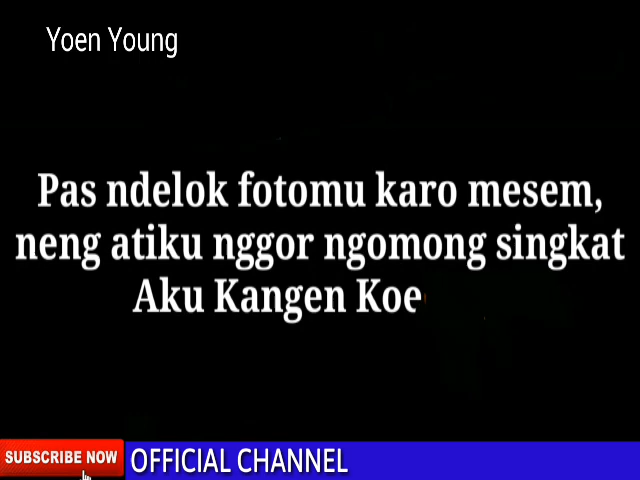 Yoen Young
Pas ndelok fotomu karo mesem,
neng atiku nggor ngomong singkat
Aku Kangen Koe
SUBSCRIBE NOW
OFFICIAL CHANNEL